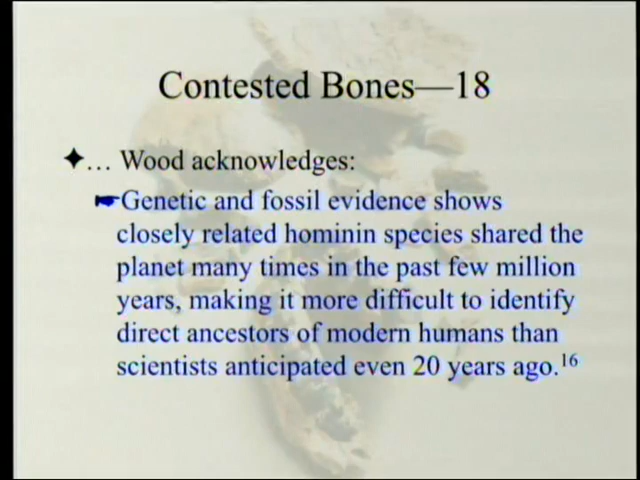 Contested Bones—18
✦… Wood acknowledges:
☛Genetic and fossil evidence shows
closely related hominin species shared the
planet many times in the past few million
years, making it more difficult to identify
direct ancestors of modern humans than
scientists anticipated even 20 years ago.16